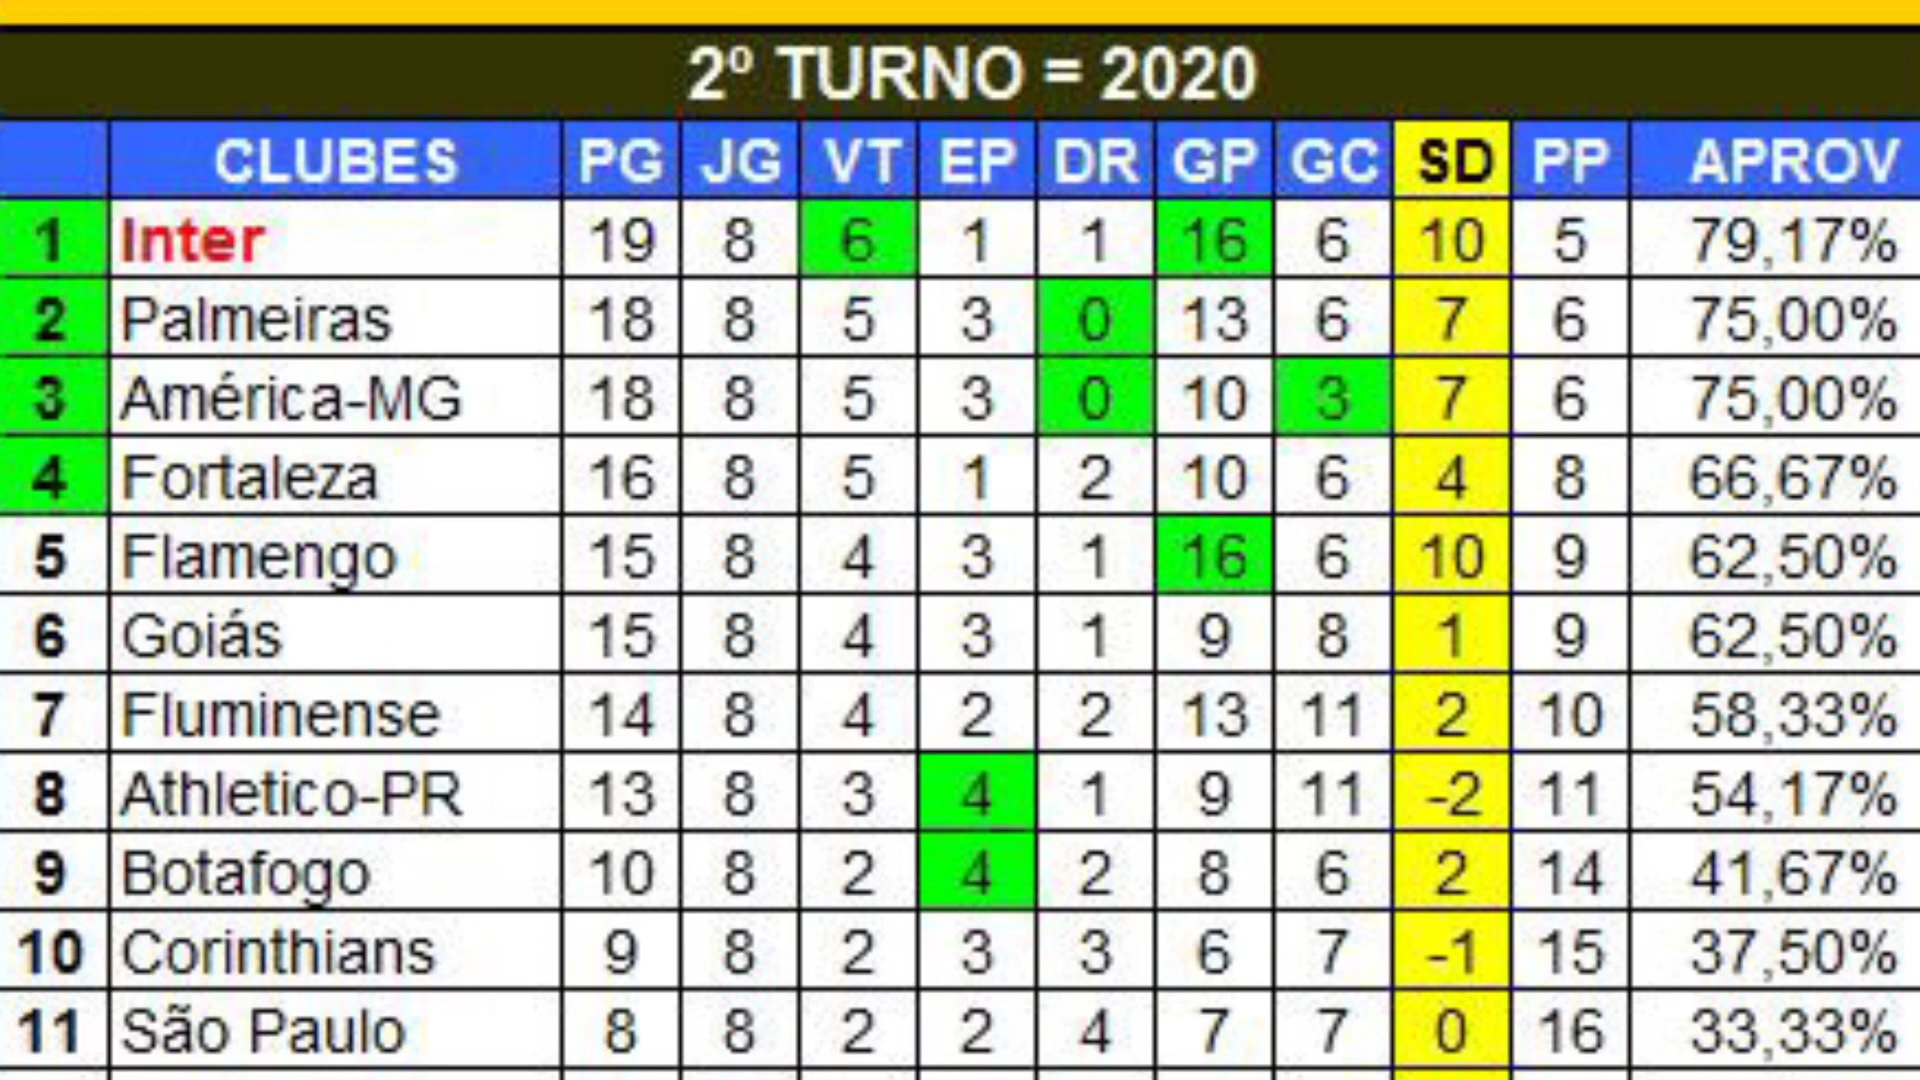 2º TURNO = 2020
CLUBES PG JG VT EP DR GP GC SD PP APROV
1 Inter 19 8 6 1 1 16 6 10 5 79,17%
2 Palmeiras 18 8 5 3 0 13 6 7 6 75,00%
3 América-MG 18 8 5 3 0 10 3 7 6 75,00%
4 Fortaleza 16 8 5 1 2 10 6 4 8 66,67%
5 Flamengo 15 8 4 3 1 16 6 10 9 62,50%
6 Goiás 15 8 4 3 1 9 8 1 9 62,50%
7 Fluminense 14 8 4 2 2 13 11 2 10 58,33%
8 Athletico-PR 13 8 3 4 1 9 11 -2 11 54,17%
9 Botafogo 10 8 2 4 2 8 6 2 14 41,67%
10 Corinthians 9 8 2 3 3 6 7 -1 15 37,50%
11 São Paulo 8 8 2 2 4 7 7 0 16 33,33%